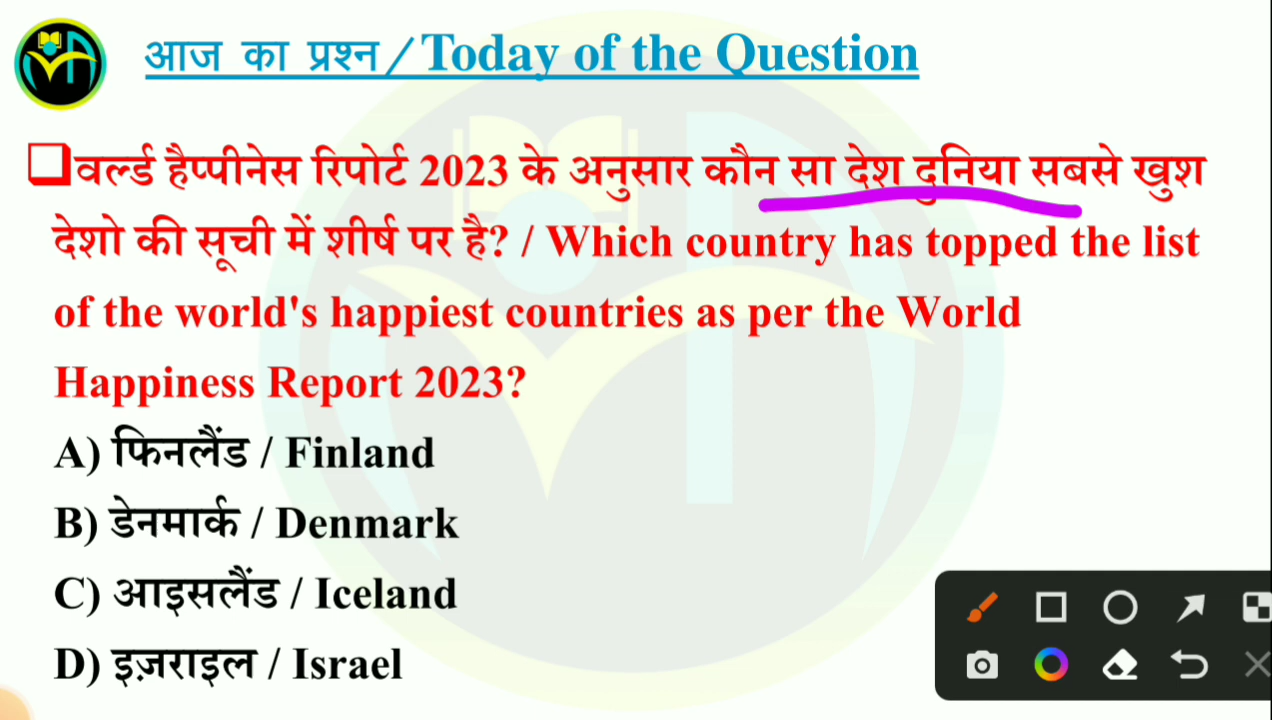 आज का प्रश्न / Today of the Question
वर्ल्ड हैप्पीनेस रिपोर्ट 2023 के अनुसार कौन सा देश दुनिया सबसे खुश
देशो की सूची में शीर्ष पर है? / Which country has topped the list
of the world's happiest countries as per the World
Happiness Report 2023?
A) फिनलैंड / Finland
B) डेनमार्क / Denmark
C) आइसलैंड / Iceland
D) इज़राइल / Israel